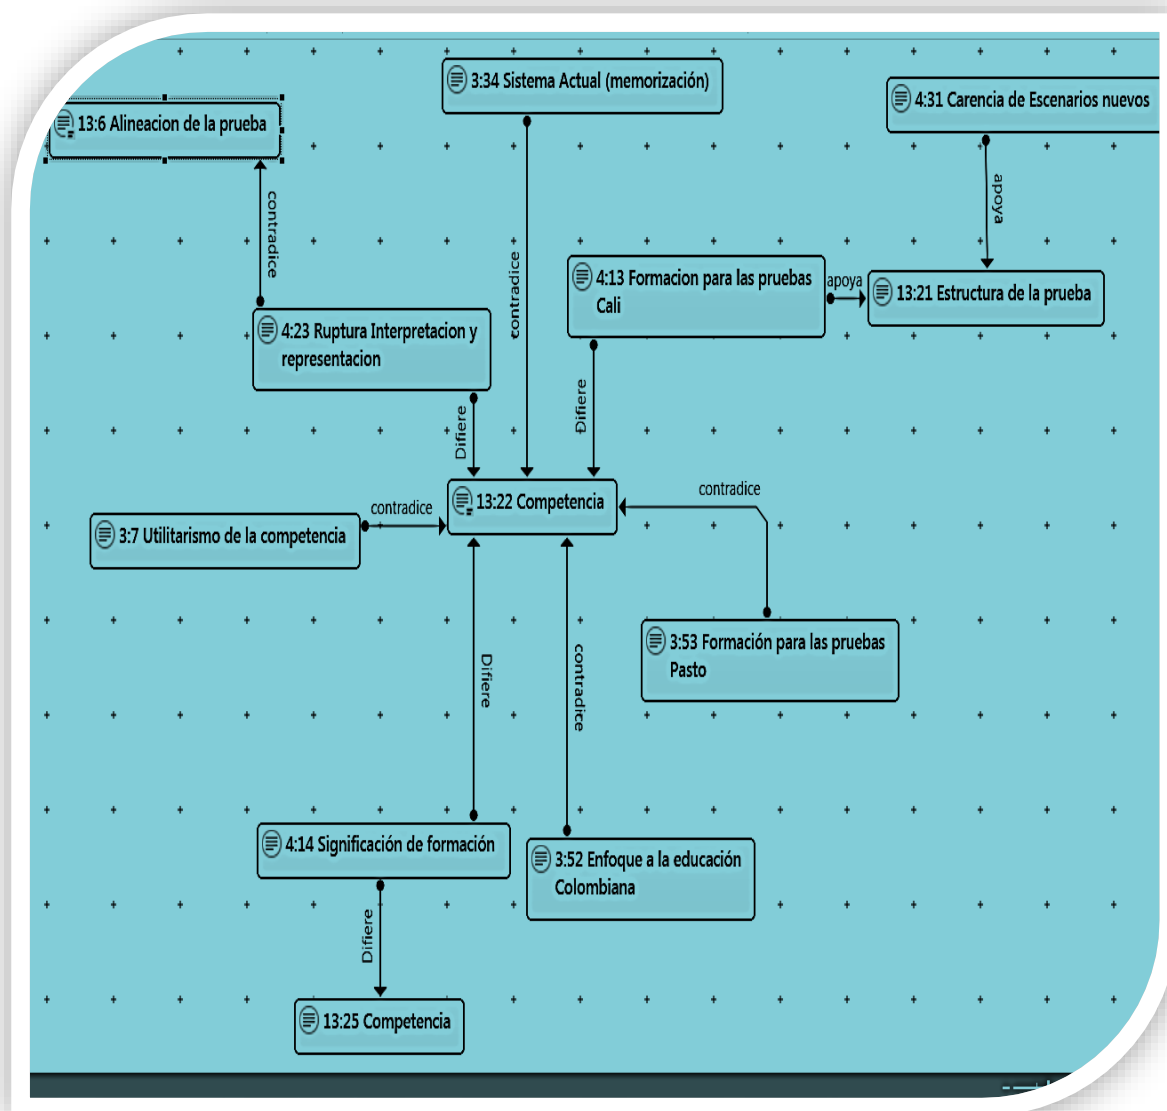 3:34 Sistema Actual (memorización)
4:31 Carencia de Escenarios nuevos
13:6 Alineacion de la prueba
contradice
apoya
contradice
4:13 Formacion para las pruebas
Cali
apoya
13:21 Estructura de la prueba
4:23 Ruptura Interpretacion y
representacion
Difiere
Difiere
13:22 Competencia
contradice
contradice
3:7 Utilitarismo de la competencia
3:53 Formación para las pruebas
Pasto
Difiere
contradice
4:14 Significación de formación
3:52 Enfoque a la educación
Colombiana
Difiere
13:25 Competencia